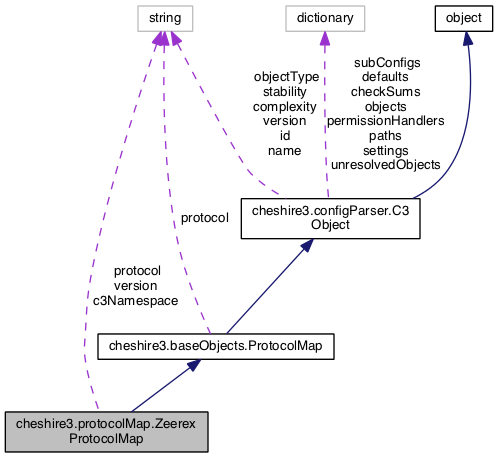 string
dictionary
object
objectType
stability
complexity
version
id
name
subConfigs
defaults
checkSums
objects
permissionHandlers
paths
settings
unresolvedObjects
cheshire3.configParser.C3
Object
protocol
protocol
version
c3Namespace
cheshire3.baseObjects.ProtocolMap
cheshire3.protocolMap.Zeerex
ProtocolMap